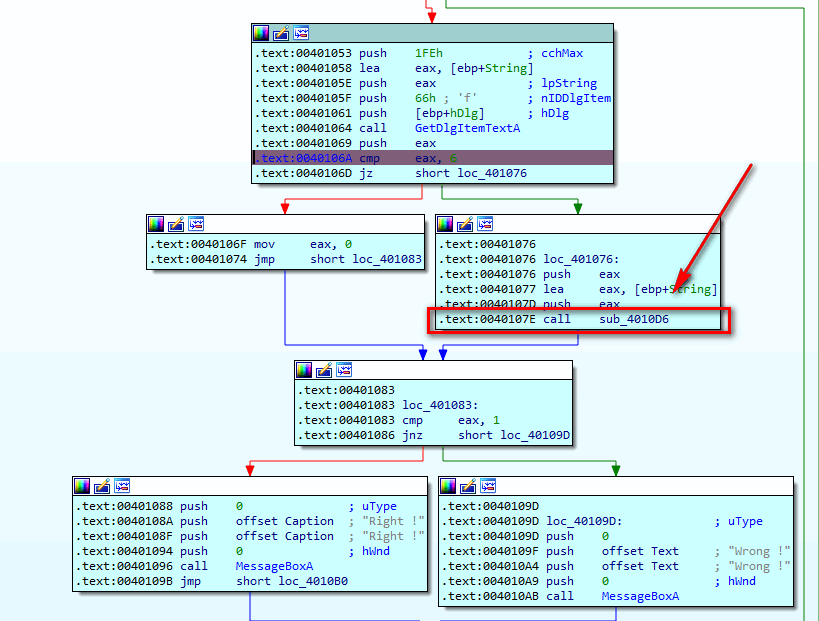 .text:00401053 push 1FEh ; cchMax
.text:00401058 lea eax, [ebp+String]
.text:0040105E push eax ; lpString
.text:0040105F push 66h ; 'f' ; nIDDlgItem
.text:00401061 push [ebp+hDlg] ; hDlg
.text:00401064 call GetDlgItemTextA
.text:00401069 push eax
.text:0040106A cmp eax, 6
.text:0040106D jz short loc_401076
.text:0040106F mov eax, 0
.text:00401074 jmp short loc_401083
.text:00401076
.text:00401076 loc_401076:
.text:00401076 push eax
.text:00401077 lea eax, [ebp+String]
.text:0040107D push eax
.text:0040107E call sub_4010D6
.text:00401083
.text:00401083 loc_401083:
.text:00401083 cmp eax, 1
.text:00401086 jnz short loc_40109D
.text:00401088 push 0 ; uType
.text:0040108A push offset Caption ; "Right !"
.text:0040108F push offset Caption ; "Right !"
.text:00401094 push 0 ; hWnd
.text:00401096 call MessageBoxA
.text:0040109B jmp short loc_4010B0
.text:0040109D
.text:0040109D loc_40109D: ; uType
.text:0040109D push 0
.text:0040109F push offset Text ; "Wrong !"
.text:004010A4 push offset Text ; "Wrong !"
.text:004010A9 push 0 ; hWnd
.text:004010AB call MessageBoxA